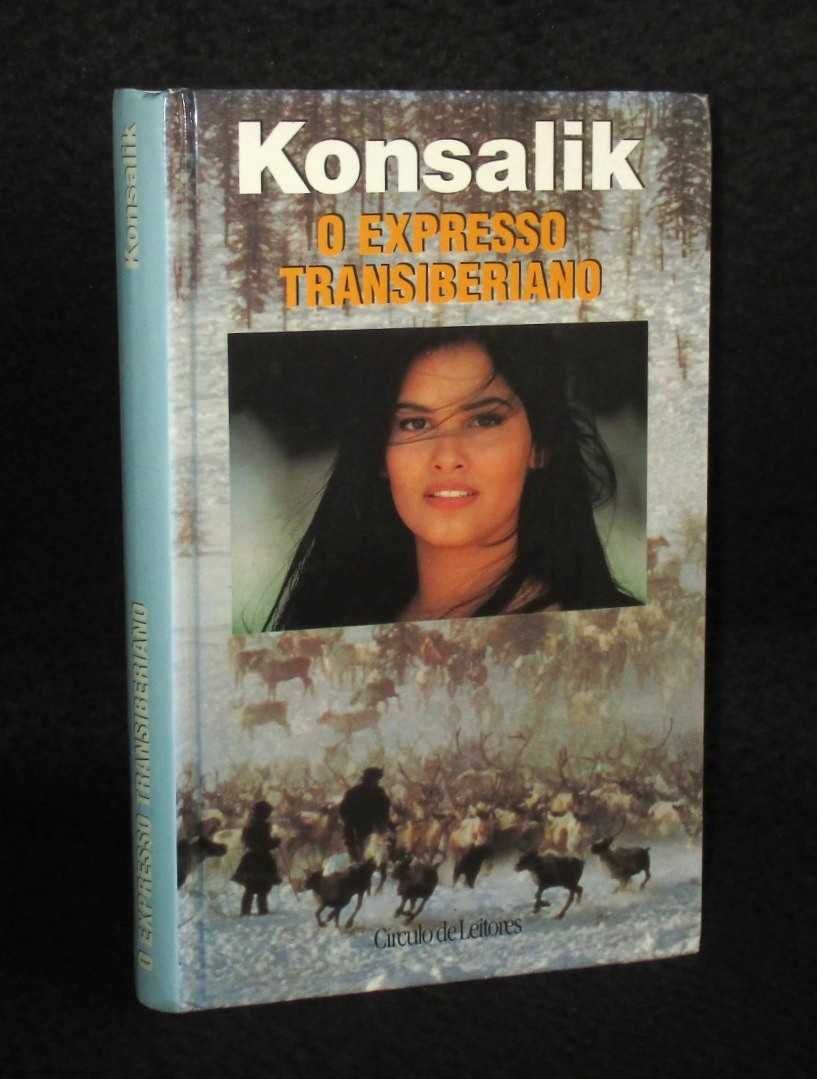 Konsalik
O EXPRESSO
TRANSIBERIANO
Círculo de Leitores
Konsalik
O EXPRESSO TRANSIBERIANO